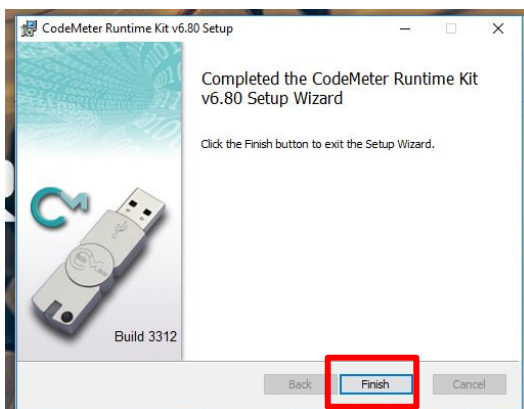 CodeMeter Runtime Kit v6.80 Setup
Completed the CodeMeter Runtime Kit
v6.80 Setup Wizard
Click the Finish button to exit the Setup Wizard.
Build 3312
Back Finish Cancel